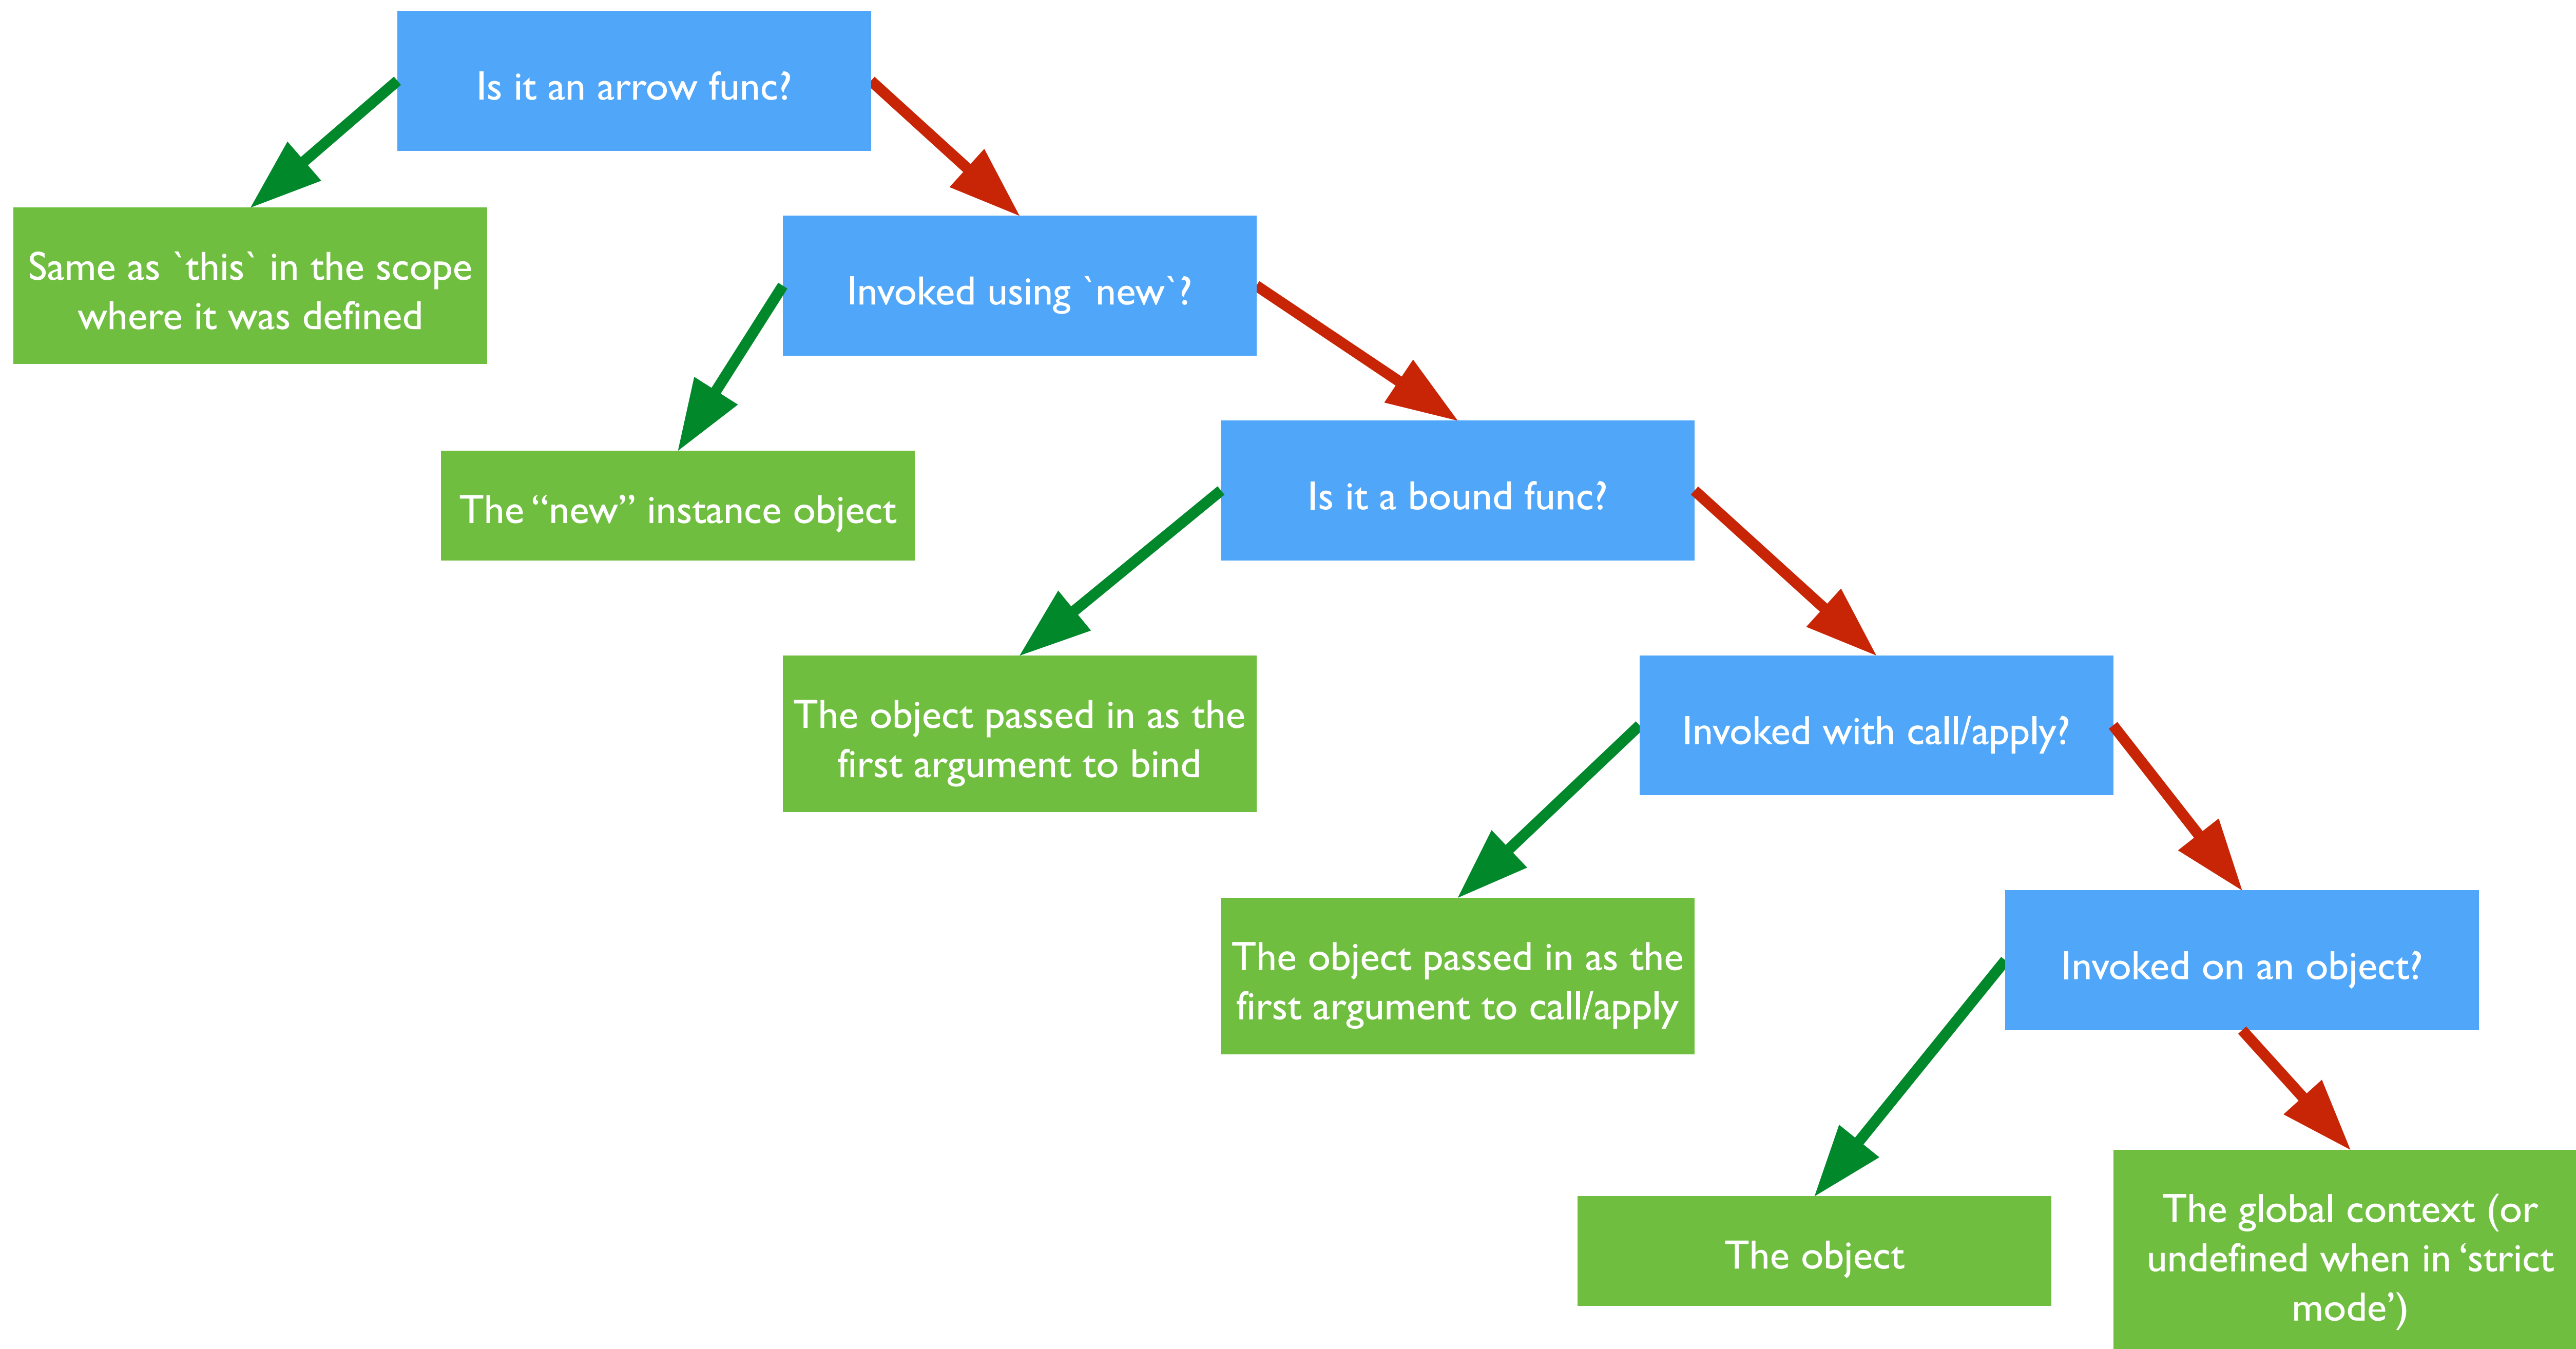 Is it an arrow func?
Same as `this` in the scope
where it was defined
Invoked using `new`?
The “new” instance object
Is it a bound func?
The object passed in as the
first argument to bind
Invoked with call/apply?
The object passed in as the
first argument to call/apply
Invoked on an object?
The object
The global context (or
undefined when in ‘strict
mode’)